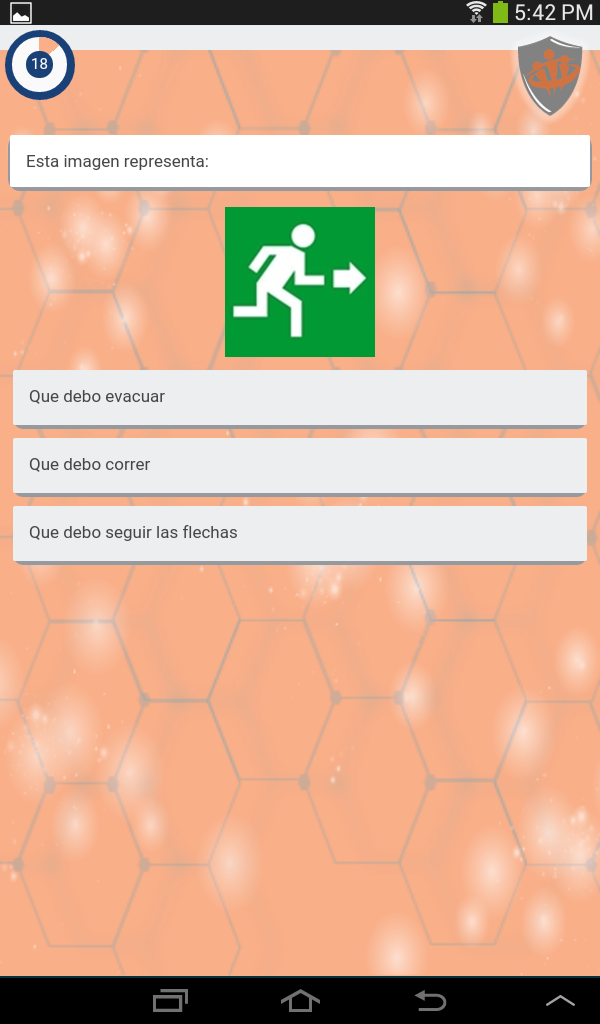 5:42 PM
18
Esta imagen representa:
Que debo evacuar
Que debo correr
Que debo seguir las flechas